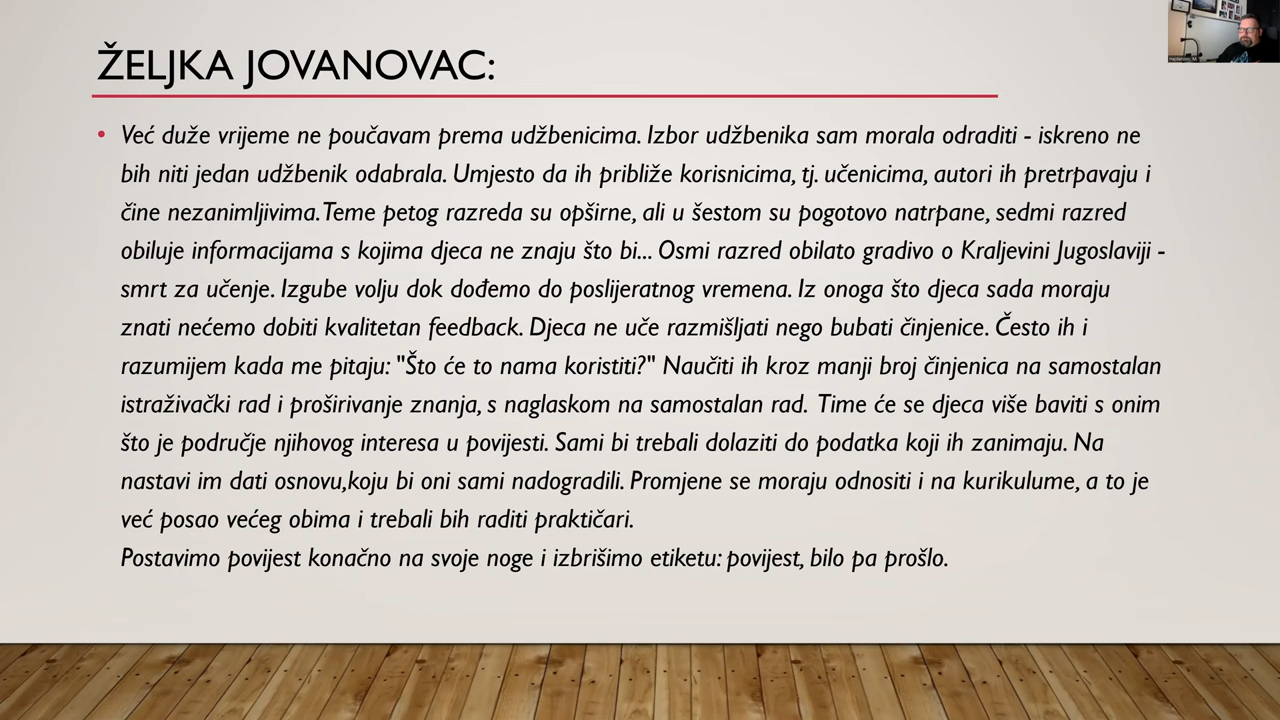 ŽELJKA JOVANOVAC:
• Već duže vrijeme ne poučavam prema udžbenicima. Izbor udžbenika sam morala odraditi - iskreno ne
bih niti jedan udžbenik odabrala. Umjesto da ih približe korisnicima, tj. učenicima, autori ih pretrpavaju i
čine nezanimljivima. Teme petog razreda su opširne, ali u šestom su pogotovo natrpane, sedmi razred
obiluje informacijama s kojima djeca ne znaju što bi... Osmi razred obilato gradivo o Kraljevini Jugoslaviji -
smrt za učenje. Izgube volju dok dođemo do poslijeratnog vremena. Iz onoga što djeca sada moraju
znati nećemo dobiti kvalitetan feedback. Djeca ne uče razmišljati nego bubati činjenice. Često ih i
razumijem kada me pitaju: "Što će to nama koristiti?" Naučiti ih kroz manji broj činjenica na samostalan
istraživački rad i proširivanje znanja, s naglaskom na samostalan rad.  Time će se djeca više baviti s onim
što je područje njihovog interesa u povijesti. Sami bi trebali dolaziti do podatka koji ih zanimaju. Na
nastavi im dati osnovu,koju bi oni sami nadogradili. Promjene se moraju odnositi i na kurikulume, a to je
već posao većeg obima i trebali bih raditi praktičari.
Postavimo povijest konačno na svoje noge i izbrišimo etiketu: povijest, bilo pa prošlo.